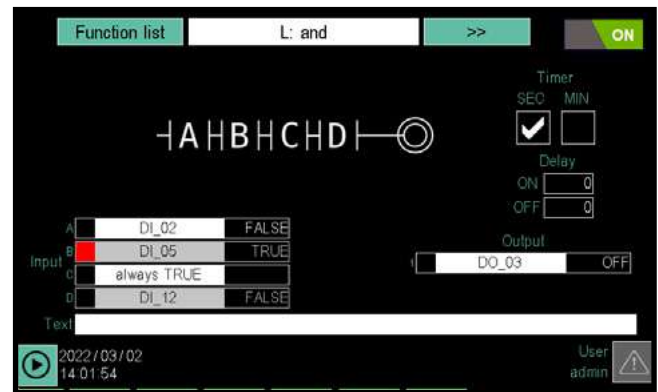 Function list L: and >> ON
Timer
SEC MIN
A B C D
Delay
ON 0
OFF 0
A DI_02 FALSE
Output
Input B DI_05 TRUE
1 DO_03 OFF
C always TRUE
D DI_12 FALSE
Text
2022/03/02
14:01:54
User
admin